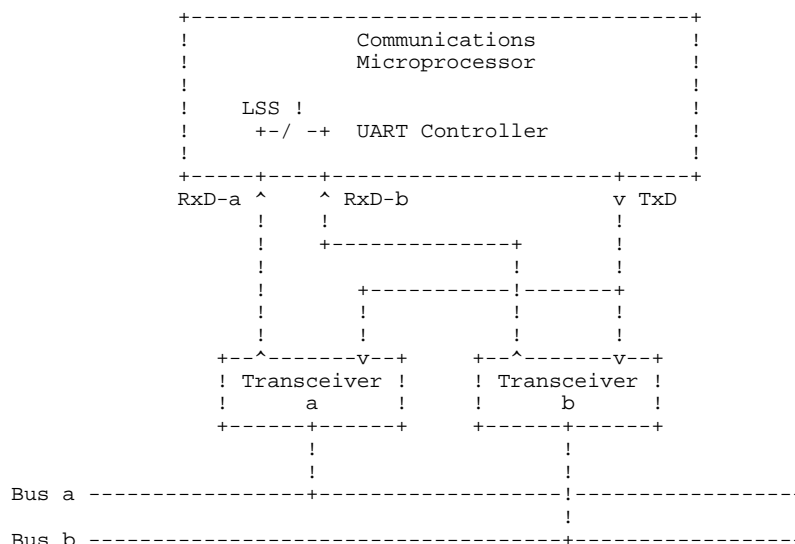 Communications
Microprocessor
LSS !
+-/ -+ UART Controller
RxD-a ^ ^ RxD-b v TxD
! Transceiver ! ! Transceiver !
! a ! ! b !
Bus a
Bus b